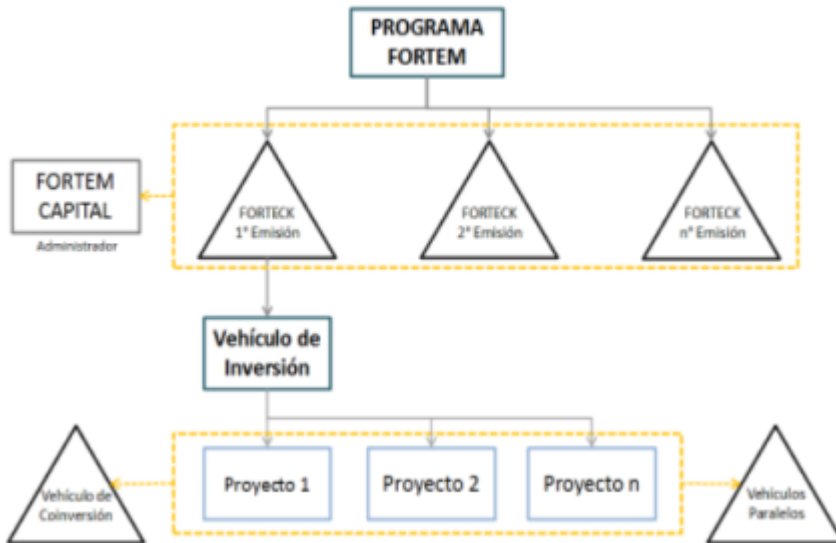 PROGRAMA
FORTEM
FORTEM
CAPITAL
Administrador
FORTECK
1° Emisión
FORTECK
2° Emisión
FORTECK
n° Emisión
Vehículo de
Inversión
Vehículo de
Coinversión
Proyecto 1
Proyecto 2
Proyecto n
Vehículos
Paralelos